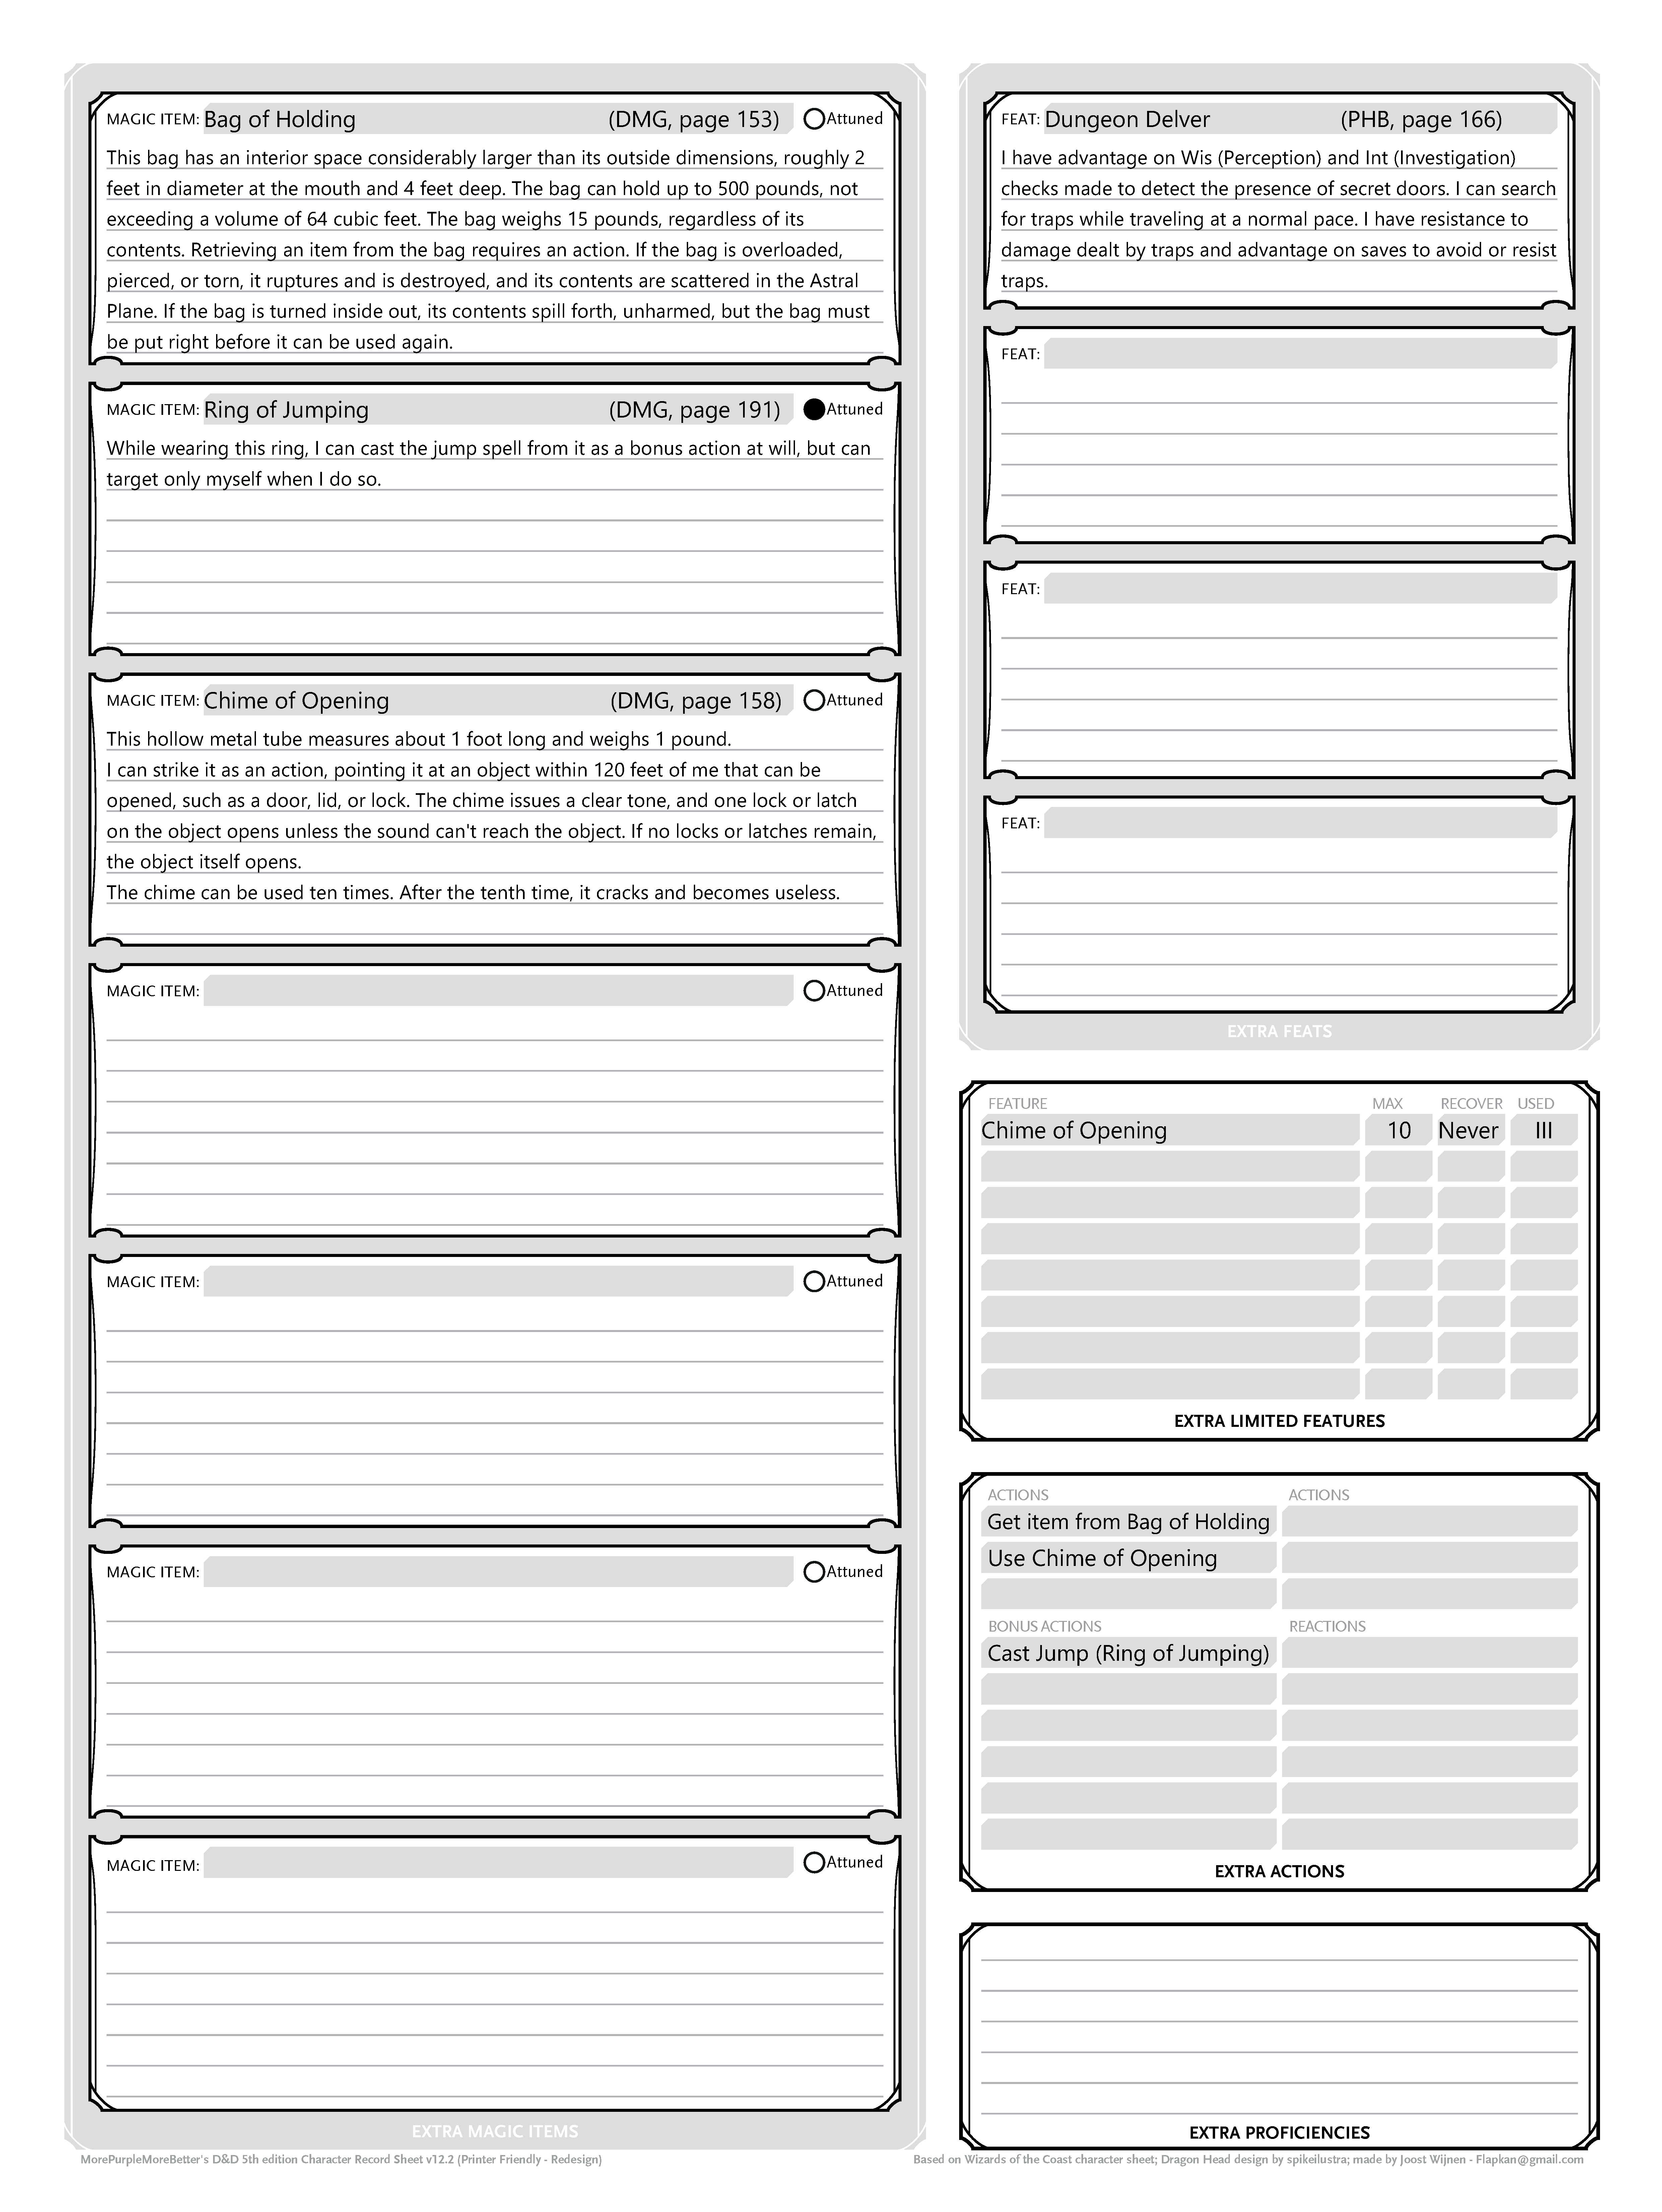 MAGIC ITEM: Bag of Holding (DMG, page 153) Attuned
This bag has an interior space considerably larger than its outside dimensions, roughly 2
feet in diameter at the mouth and 4 feet deep. The bag can hold up to 500 pounds, not
exceeding a volume of 64 cubic feet. The bag weighs 15 pounds, regardless of its
contents. Retrieving an item from the bag requires an action. If the bag is overloaded,
pierced, or torn, it ruptures and is destroyed, and its contents are scattered in the Astral
Plane. If the bag is turned inside out, its contents spill forth, unharmed, but the bag must
be put right before it can be used again.
MAGIC ITEM: Ring of Jumping (DMG, page 191) Attuned
While wearing this ring, I can cast the jump spell from it as a bonus action at will, but can
target only myself when I do so.
MAGIC ITEM: Chime of Opening (DMG, page 158) Attuned
This hollow metal tube measures about 1 foot long and weighs 1 pound.
I can strike it as an action, pointing it at an object within 120 feet of me that can be
opened, such as a door, lid, or lock. The chime issues a clear tone, and one lock or latch
on the object opens unless the sound can't reach the object. If no locks or latches remain,
the object itself opens.
The chime can be used ten times. After the tenth time, it cracks and becomes useless.
MAGIC ITEM: Attuned
MAGIC ITEM: Attuned
MAGIC ITEM: Attuned
MAGIC ITEM: Attuned
EXTRA MAGIC ITEMS
FEAT: Dungeon Delver (PHB, page 166)
I have advantage on Wis (Perception) and Int (Investigation)
checks made to detect the presence of secret doors. I can search
for traps while traveling at a normal pace. I have resistance to
damage dealt by traps and advantage on saves to avoid or resist
traps.
FEAT:
FEAT:
FEAT:
EXTRA FEATS
FEATURE MAX RECOVER USED
Chime of Opening 10 Never III
EXTRA LIMITED FEATURES
ACTIONS ACTIONS
Get item from Bag of Holding
Use Chime of Opening
BONUS ACTIONS REACTIONS
Cast Jump (Ring of Jumping)
EXTRA ACTIONS
EXTRA PROFICIENCIES
MorePurpleMoreBetter's D&D 5th edition Character Record Sheet v12.2 (Printer Friendly - Redesign)
Based on Wizards of the Coast character sheet; Dragon Head design by spikeilustra; made by Joost Wijnen - Flapkan@gmail.com